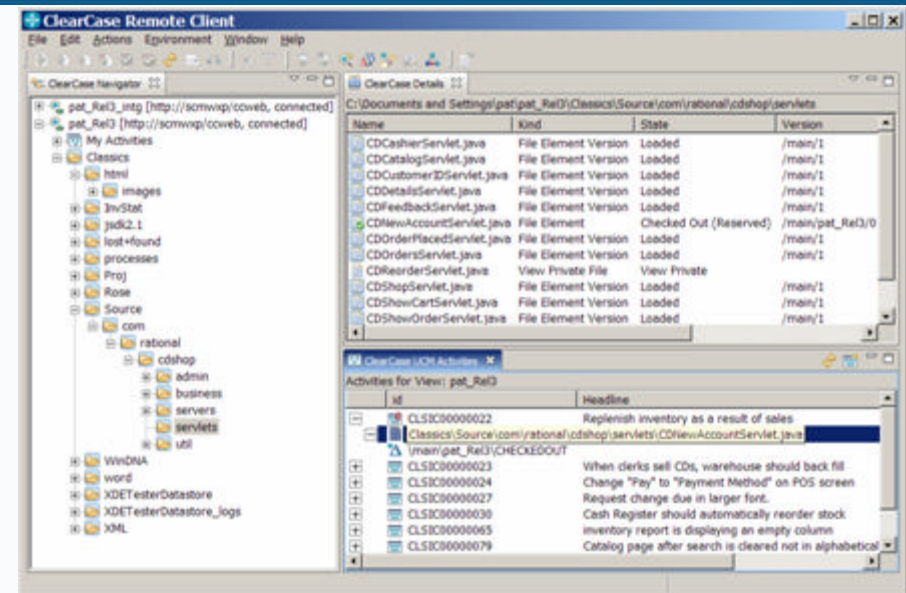 ClearCase Remote Client
File Edit Actions Environment Window Help
ClearCase Navigator
pat_Rel3_intg [http://scmwxp/ccweb, connected]
pat_Rel3 [http://scmwxp/ccweb, connected]
My Activities
Classics
html
images
InvStat
jsdk2.1
lost+found
processes
Proj
Rose
Source
com
rational
cdshop
admin
business
servers
servlets
util
WinDNA
word
XDETesterDatastore
XDETesterDatastore_logs
XML
ClearCase Details
C:\Documents and Settings\pat\pat_Rel3\Classics\Source\com\rational\cdshop\servlets
Name Kind State Version
CDCashierServlet.java File Element Version Loaded /main/1
CDCatalogServlet.java File Element Version Loaded /main/1
CDCustomerIDServlet.java File Element Version Loaded /main/1
CDDetailsServlet.java File Element Version Loaded /main/1
CDFeedbackServlet.java File Element Version Loaded /main/1
CDNewAccountServlet.java File Element Checked Out (Reserved) /main/pat_Rel3/0
CDOrderPlacedServlet.java File Element Version Loaded /main/1
CDOrdersServlet.java File Element Version Loaded /main/1
CDReorderServlet.java View Private File View Private
CDShopServlet.java File Element Version Loaded /main/1
CDShowCartServlet.java File Element Version Loaded /main/1
CDShowOrderServlet.java File Element Version Loaded /main/1
ClearCase UCM Activities
Activities for View: pat_Rel3
id Headline
CLSIC00000022 Replenish inventory as a result of sales
Classics\Source\com\rational\cdshop\servlets\CDNewAccountServlet.java
\main\pat_Rel3\CHECKEDOUT
CLSIC00000023 When clerks sell CDs, warehouse should back fill
CLSIC00000024 Change "Pay" to "Payment Method" on POS screen
CLSIC00000027 Request change due in larger font.
CLSIC00000030 Cash Register should automatically reorder stock
CLSIC00000065 inventory report is displaying an empty column
CLSIC00000079 Catalog page after search is cleared not in alphabetical